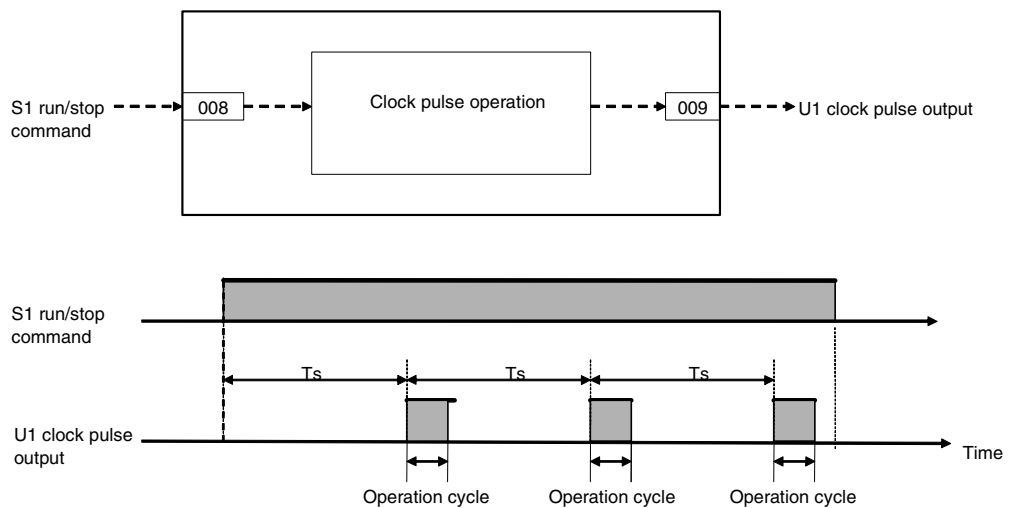 S1 run/stop
command
008
Clock pulse operation
009
U1 clock pulse output
S1 run/stop
command
Ts
Ts
Ts
U1 clock pulse
output
Time
Operation cycle
Operation cycle
Operation cycle